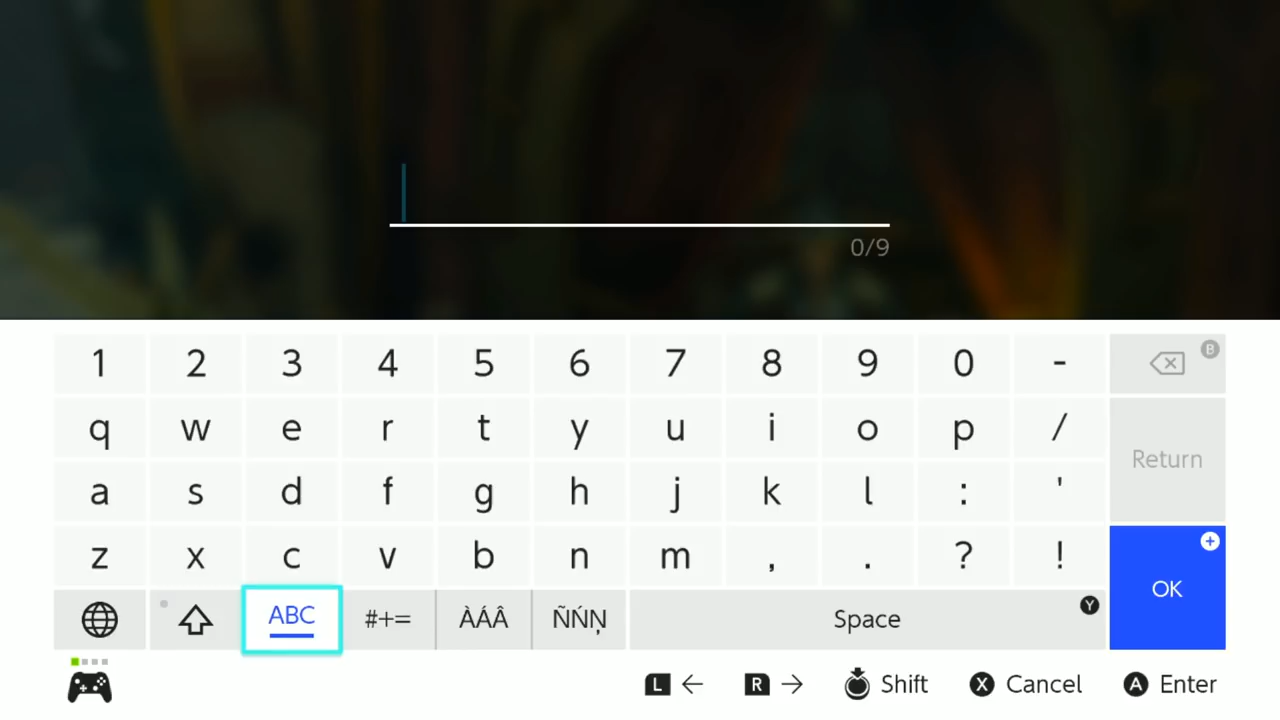 0/9
1 2 3 4 5 6 7 8 9 0 - B
q w e r t y u i o p /
Return
a s d f g h j k l : '
z x c v b n m , . ? !
OK
ABC #+= ÀÁÂ ÑŃŅ Space Y
L ← R → Shift X Cancel A Enter